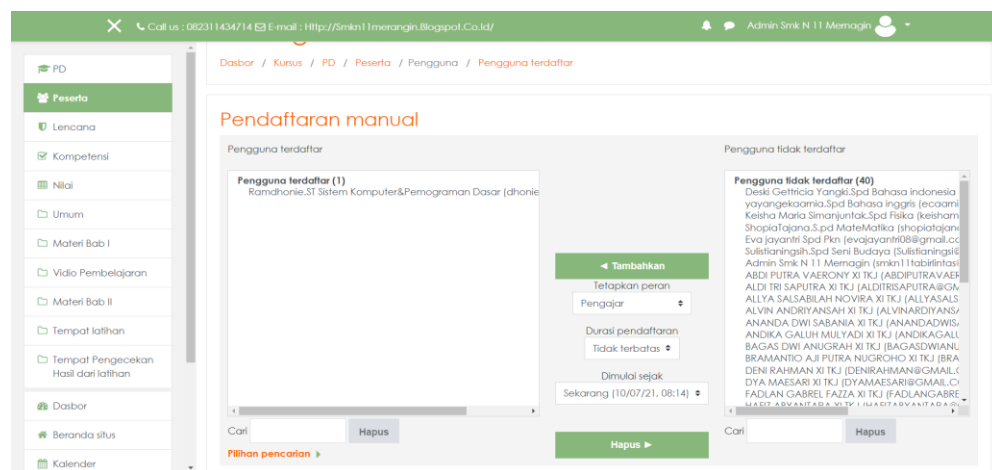 Call us : 082311434714 E-mail : Http://Smkn11merangin.Blogspot.Co.Id/
Admin Smk N 11 Mernagin
PD
Peserta
Lencana
Kompetensi
Nilai
Umum
Materi Bab I
Vidio Pembelajaran
Materi Bab II
Tempat latihan
Tempat Pengecekan
Hasil dari latihan
Dasbor
Beranda situs
Kalender
Dasbor / Kursus / PD / Peserta / Pengguna / Pengguna terdaftar
Pendaftaran manual
Pengguna terdaftar
Pengguna terdaftar (1)
Ramdhonie.ST Sistem Komputer&Pemograman Dasar (dhonie
Cari
Hapus
Pilihan pencarian
◄ Tambahkan
Tetapkan peran
Pengajar
Durasi pendaftaran
Tidak terbatas
Dimulai sejak
Sekarang (10/07/21, 08:14)
Hapus ►
Pengguna tidak terdaftar
Pengguna tidak terdaftar (40)
Deski Gettricia Yangki.Spd Bahasa indonesia
yayangekaarnia.Spd Bahasa inggris (ecaarni
Keisha Maria Simanjuntak.Spd Fisika (keisham
ShopiaTajana.S.pd MateMatika (shopiatajana
Eva jayantri Spd Pkn (evajayantri08@gmail.co
Sulistianingsih.Spd Seni Budaya (Sulistianingsi
Admin Smk N 11 Mernagin (smkn11tabirlintas
ABDI PUTRA VAERONY XI TKJ (ABDIPUTRAVAER
ALDI TRI SAPUTRA XI TKJ (ALDITRISAPUTRA@GM
ALLYA SALSABILAH NOVIRA XI TKJ (ALLYASALS
ALVIN ANDRIYANSAH XI TKJ (ALVINARDIYANSA
ANANDA DWI SABANIA XI TKJ (ANANDADWIS
ANDIKA GALUH MULYADI XI TKJ (ANDIKAGALU
BAGAS DWI ANUGRAH XI TKJ (BAGASDWIANU
BRAMANTIO AJI PUTRA NUGROHO XI TKJ (BRA
DENI RAHMAN XI TKJ (DENIRAHMAN@GMAIL.C
DYA MAESARI XI TKJ (DYAMAESARI@GMAIL.CO
FADLAN GABREL FAZZA XI TKJ (FADLANGABRE
Cari
Hapus